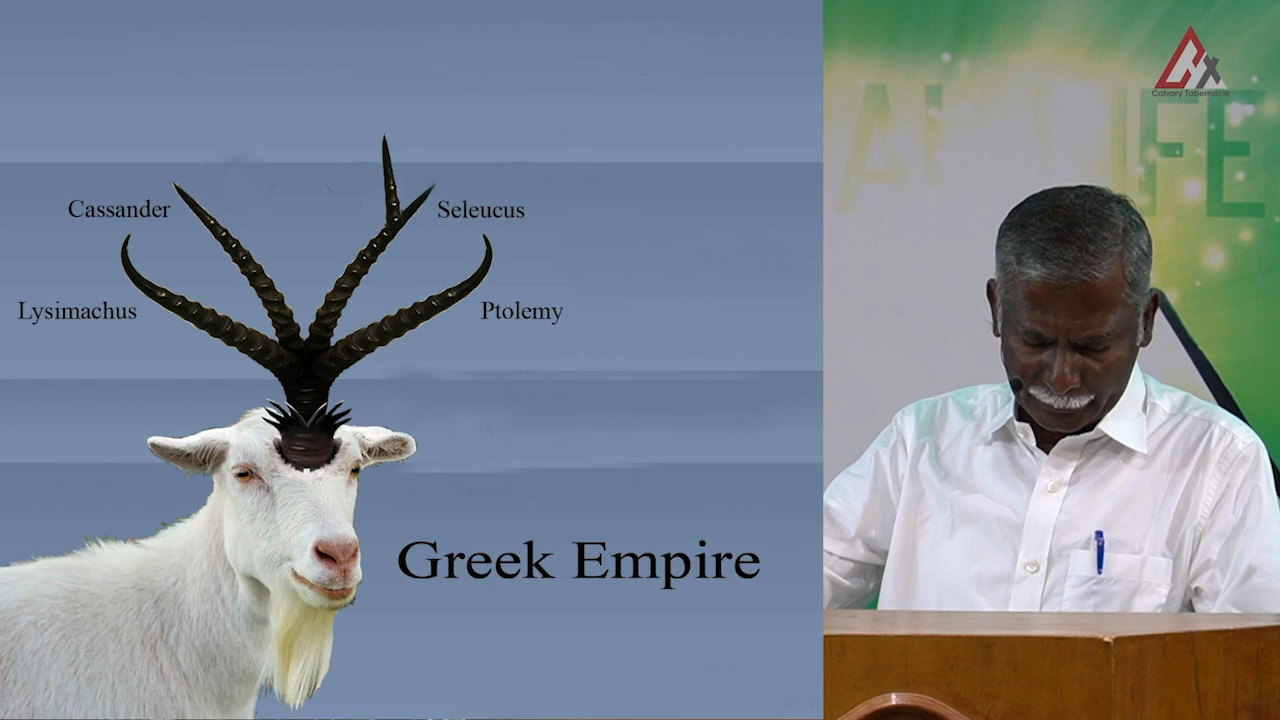 Cassander
Seleucus
Lysimachus
Ptolemy
Greek Empire
Calvary Tabernacle